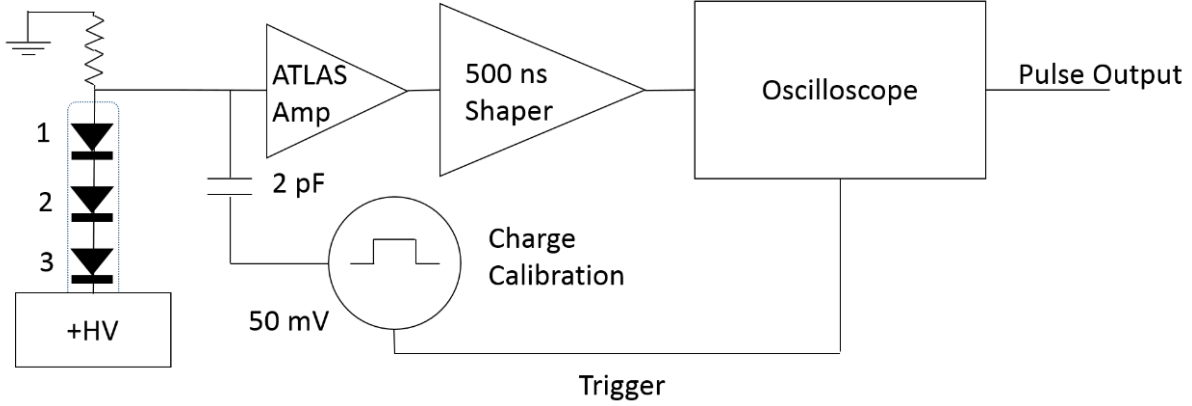 ATLAS
Amp
500 ns
Shaper
Oscilloscope
Pulse Output
1
2
3
2 pF
Charge
Calibration
50 mV
+HV
Trigger